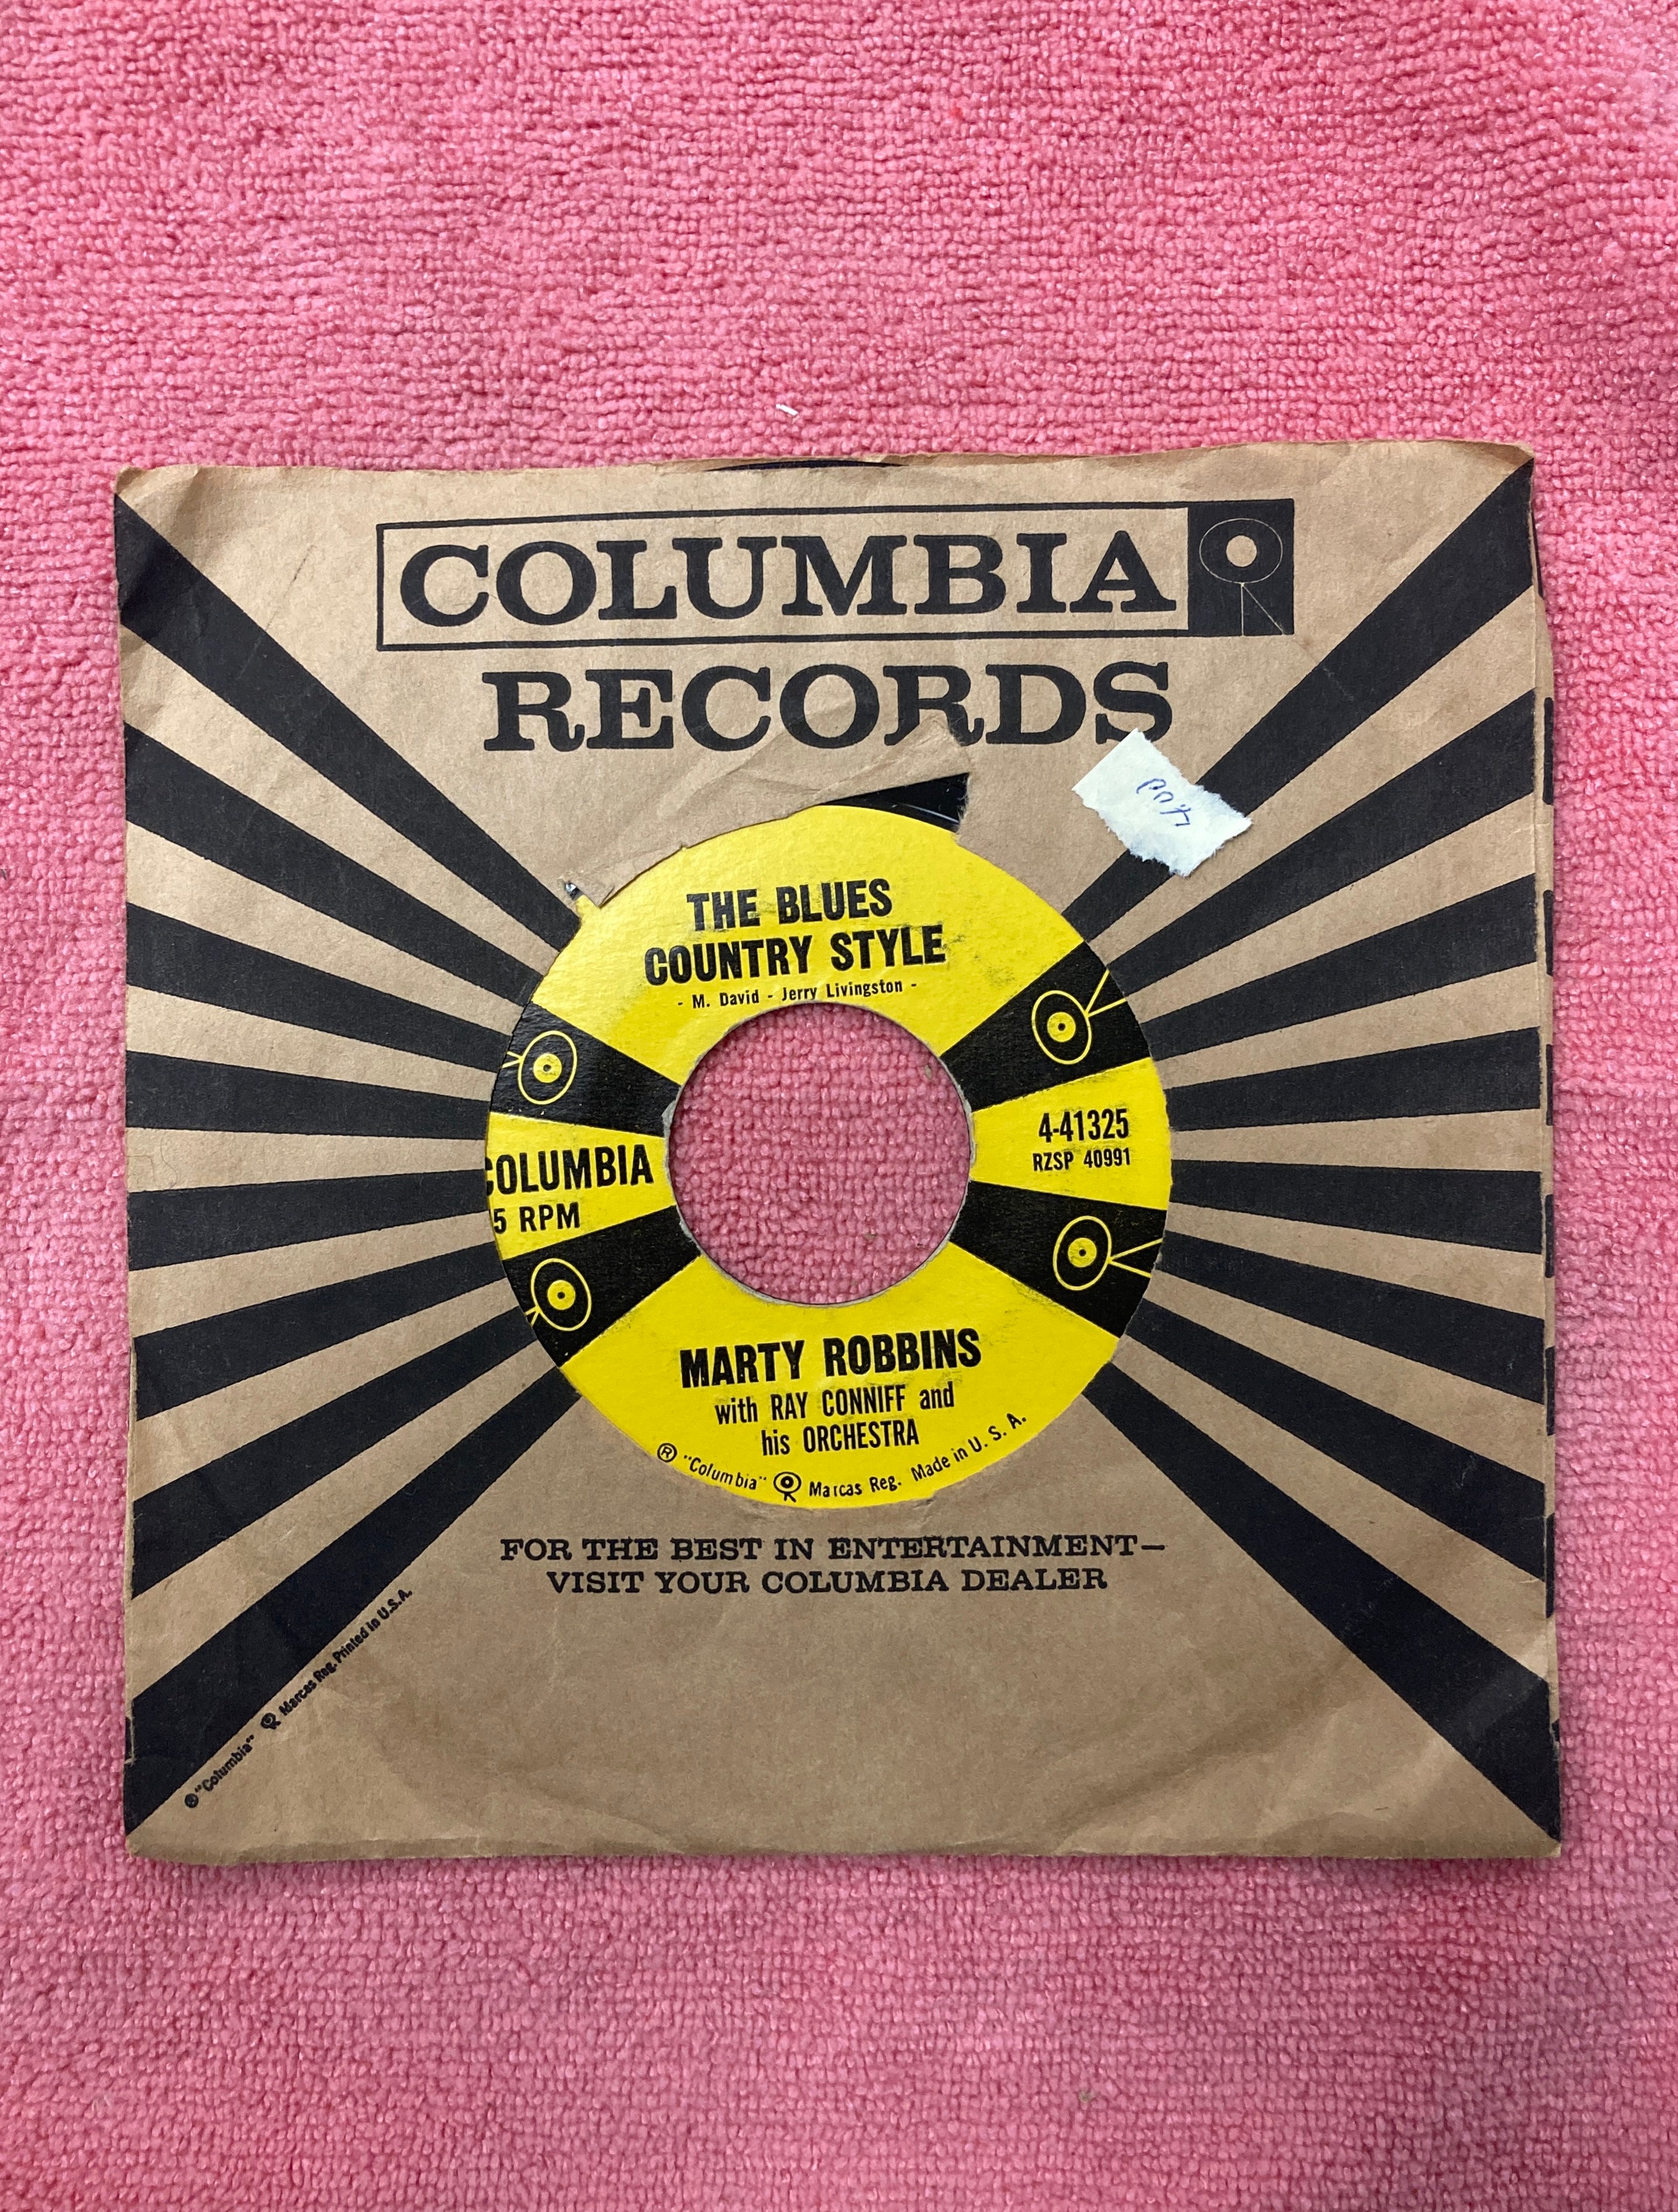 COLUMBIA
RECORDS
THE BLUES
COUNTRY STYLE
- M. David - Jerry Livingston -
COLUMBIA
5 RPM
4-41325
RZSP 40991
MARTY ROBBINS
with RAY CONNIFF and
his ORCHESTRA
® "Columbia" Marcas Reg. Made in U. S. A.
FOR THE BEST IN ENTERTAINMENT—
VISIT YOUR COLUMBIA DEALER
® "Columbia" Marcas Reg. Printed in U.S.A.